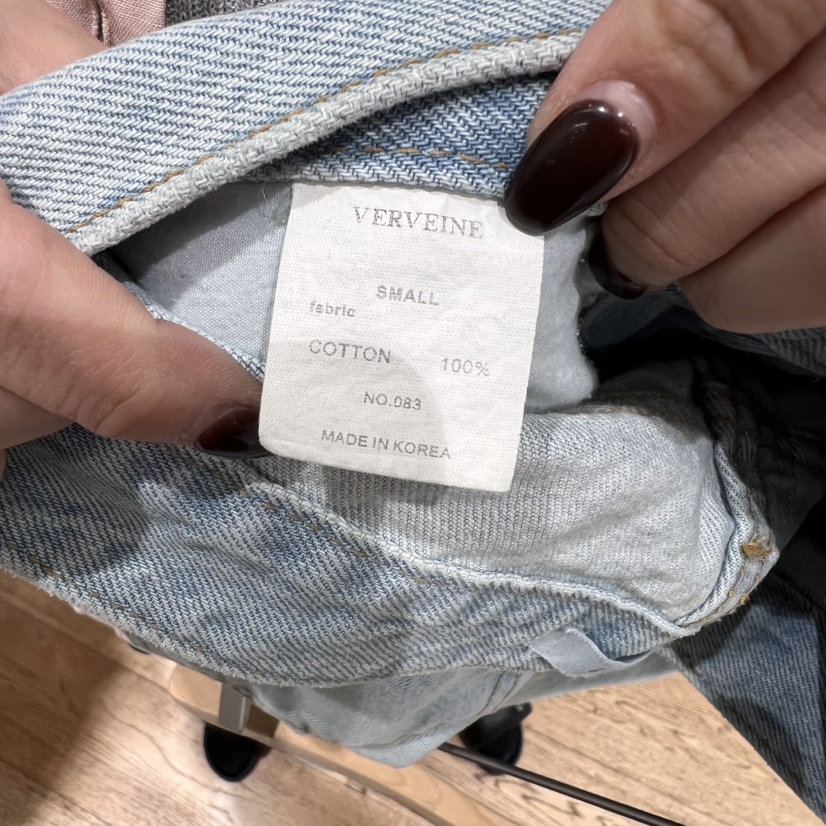 VERVEINE
SMALL
fabric
COTTON 100%
NO.083
MADE IN KOREA